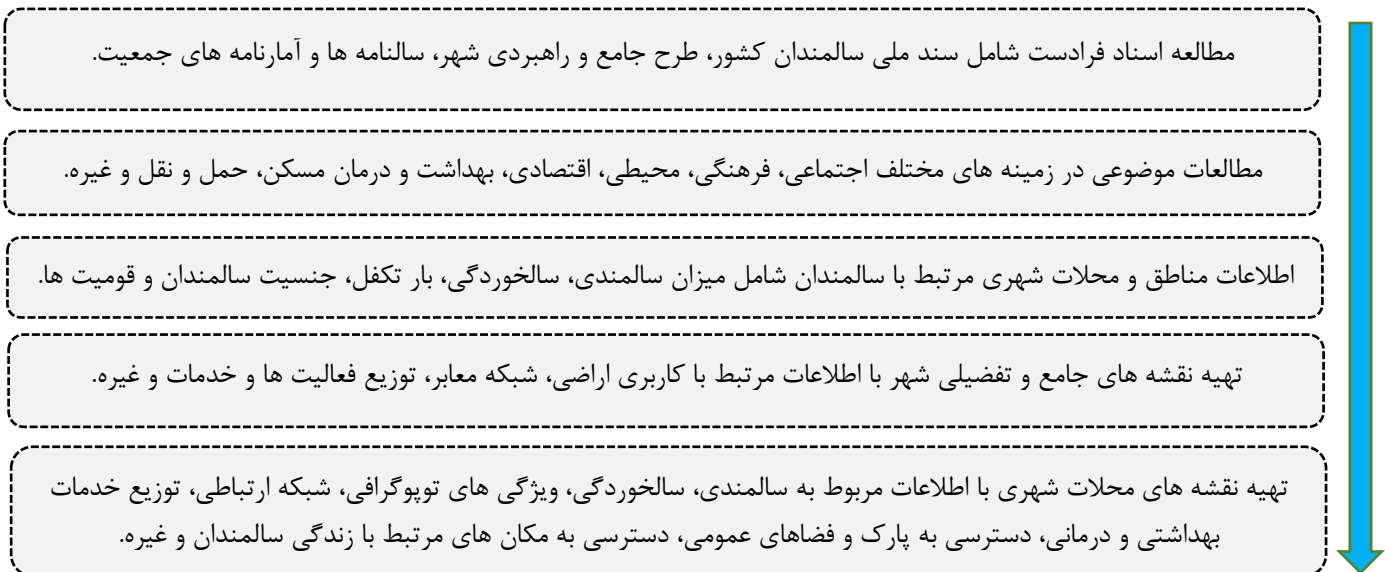 مطالعه اسناد فرادست شامل سند ملی سالمندان کشور، طرح جامع و راهبردی شهر، سالنامه ها و آمارنامه های جمعیت.
مطالعات موضوعی در زمینه های مختلف اجتماعی، فرهنگی، محیطی، اقتصادی، بهداشت و درمان مسکن، حمل و نقل و غیره.
اطلاعات مناطق و محلات شهری مرتبط با سالمندان شامل میزان سالمندی، سالخوردگی، بار تکفل، جنسیت سالمندان و قومیت ها.
تهیه نقشه های جامع و تفضیلی شهر با اطلاعات مرتبط با کاربری اراضی، شبکه معابر، توزیع فعالیت ها و خدمات و غیره.
تهیه نقشه های محلات شهری با اطلاعات مربوط به سالمندی، سالخوردگی، ویژگی های توپوگرافی، شبکه ارتباطی، توزیع خدمات
بهداشتی و درمانی، دسترسی به پارک و فضاهای عمومی، دسترسی به مکان های مرتبط با زندگی سالمندان و غیره.